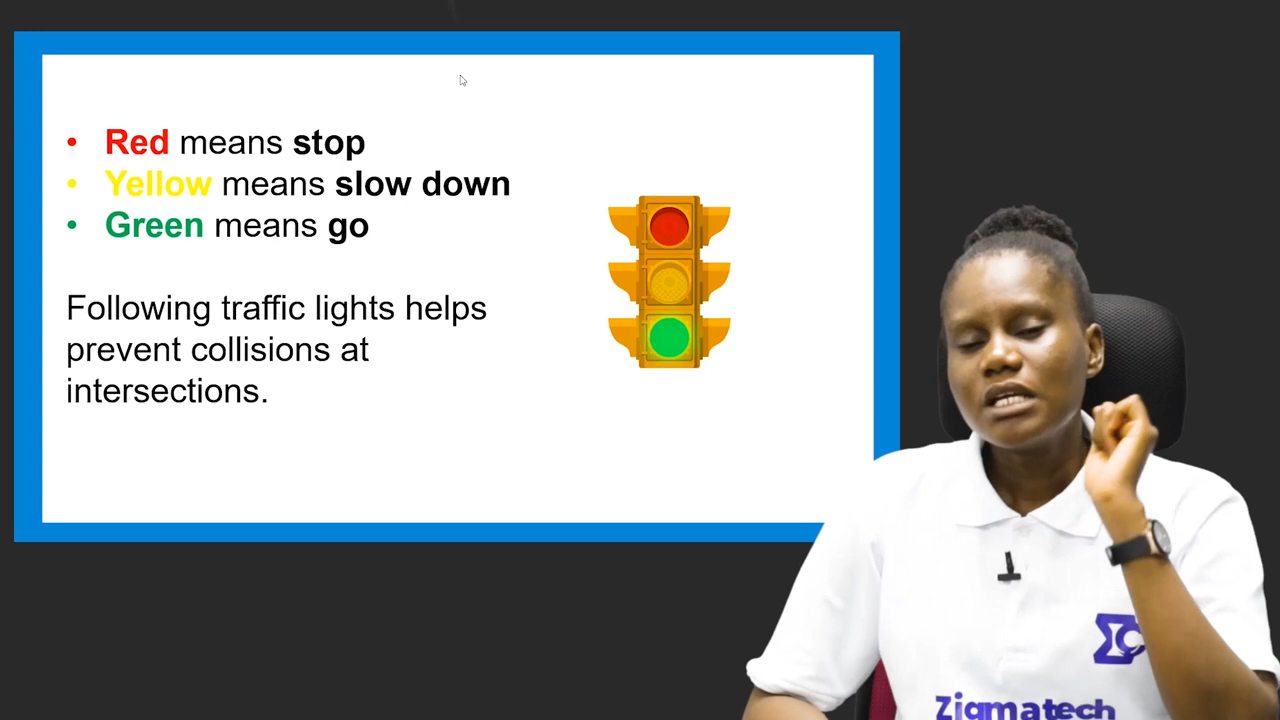 • Red means stop
• Yellow means slow down
• Green means go
Following traffic lights helps
prevent collisions at
intersections.
Zigmatech